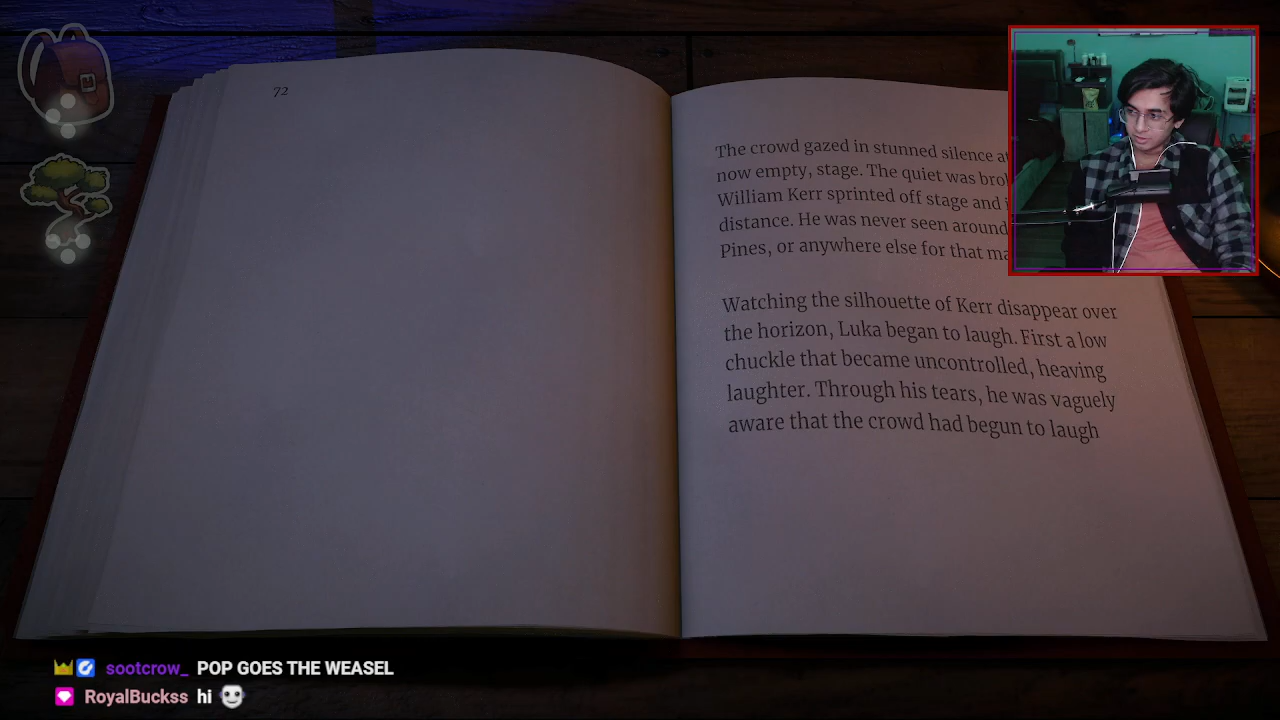 72
The crowd gazed in stunned silence at
now empty, stage. The quiet was
William Kerr sprinted off stage and
distance. He was never seen around
Pines, or anywhere else for that
Watching the silhouette of Kerr disappear over
the horizon, Luka began to laugh. First a low
chuckle that became uncontrolled, heaving
laughter. Through his tears, he was vaguely
aware that the crowd had begun to laugh
sootcrow_ POP GOES THE WEASEL
RoyalBuckss hi